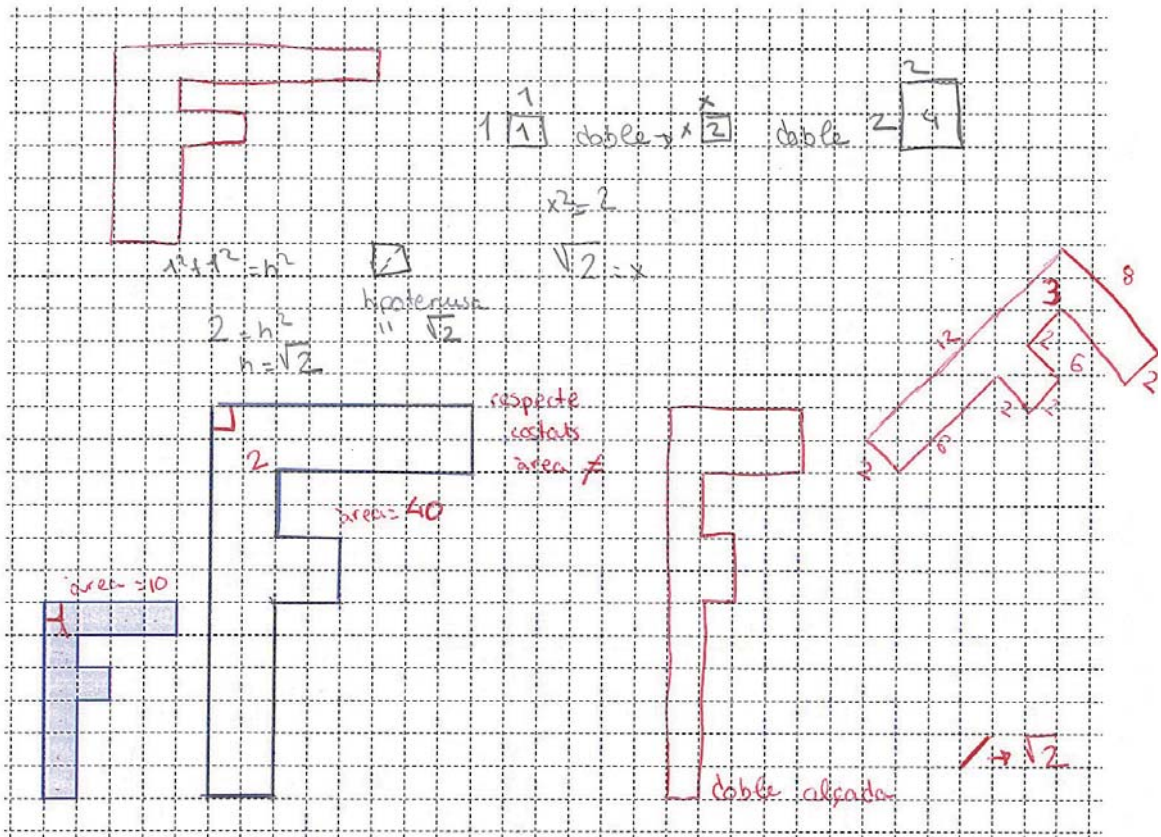 1
1 1 doble → x x 2 doble 2 2 4
x² = 2
√2 = x
1² + 1² = h²
hipotenusa
" √2
2 = h²
h = √2
8
3
12
2
6
2
2
2
6
2
respecte
costats
àrea ≠
2
àrea = 40
àrea = 10
1
→ √2
doble alçada